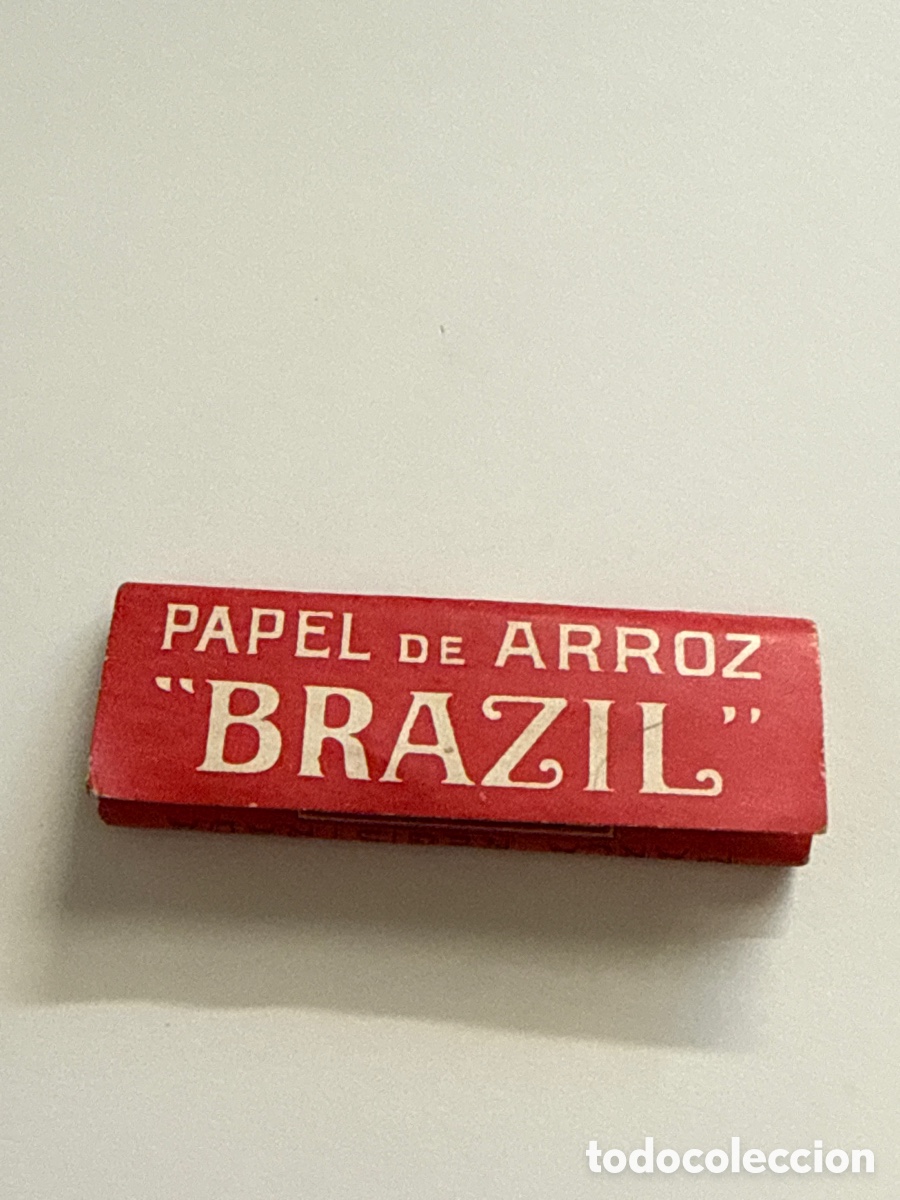 PAPEL DE ARROZ
"BRAZIL"
todocoleccion